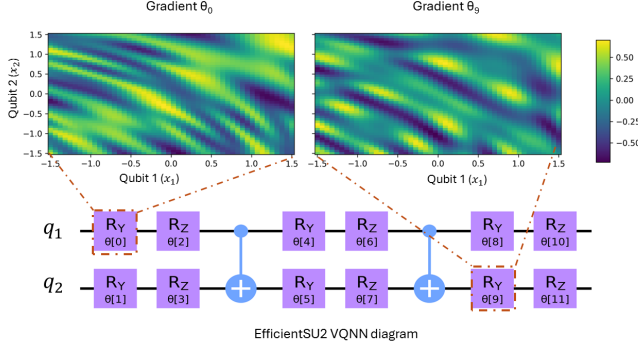 Gradient θ0 Gradient θ9
1.5
1.0
0.5
0.0
−0.5
−1.0
−1.5
Qubit 2 (x2)
−1.5 −1.0 −0.5 0.0 0.5 1.0 1.5
Qubit 1 (x1)
−1.5 −1.0 −0.5 0.0 0.5 1.0 1.5
Qubit 1 (x1)
0.50
0.25
0.00
−0.25
−0.50
q1 RY RZ RY RZ RY RZ
θ[0] θ[2] θ[4] θ[6] θ[8] θ[10]
q2 RY RZ RY RZ RY RZ
θ[1] θ[3] θ[5] θ[7] θ[9] θ[11]
EfficientSU2 VQNN diagram